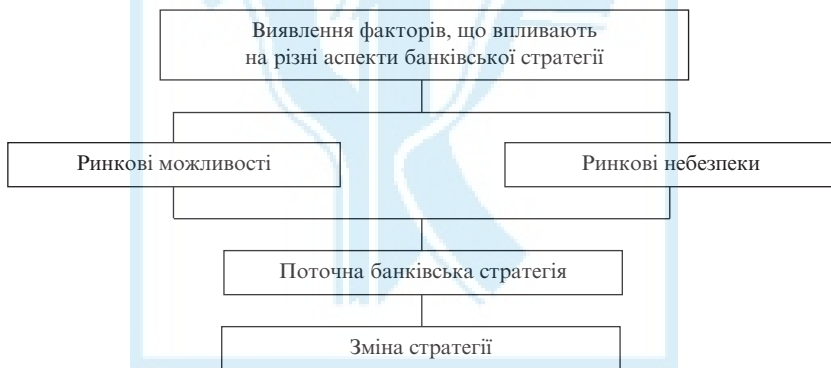 Виявлення факторів, що впливають
на різні аспекти банківської стратегії
Ринкові можливості
Ринкові небезпеки
Поточна банківська стратегія
Зміна стратегії